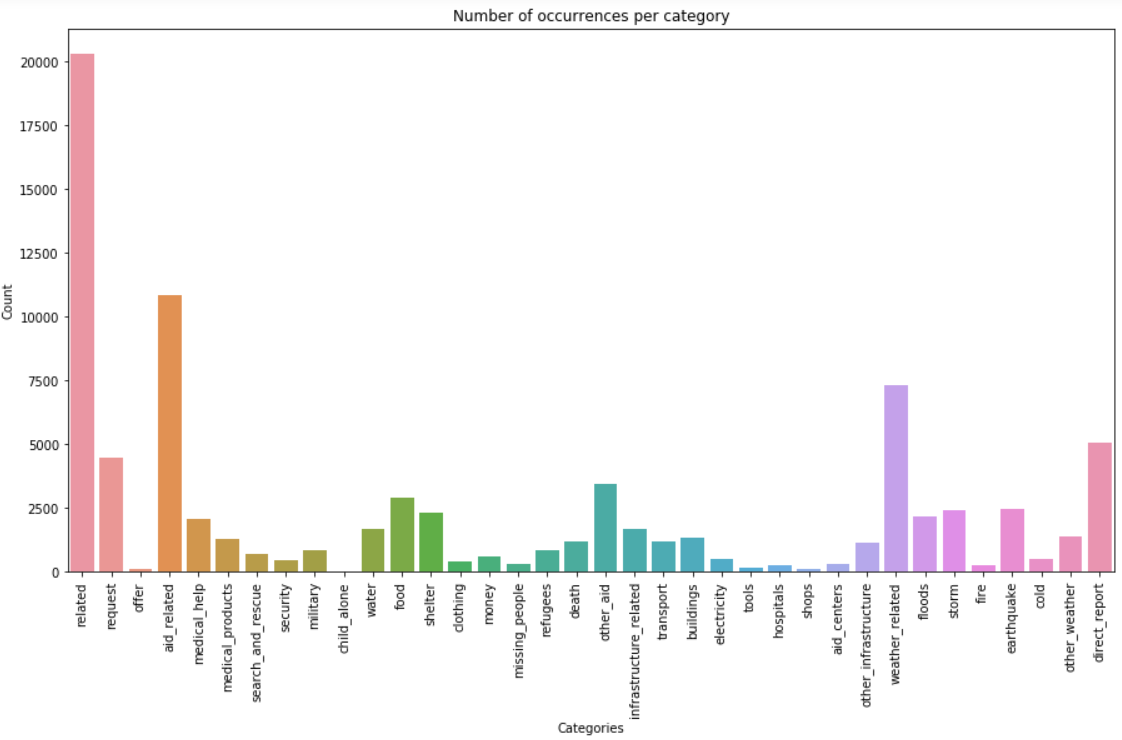 Number of occurrences per category
20000
17500
15000
12500
10000
7500
5000
2500
0
Count
related
request
offer
aid_related
medical_help
medical_products
search_and_rescue
security
military
child_alone
water
food
shelter
clothing
money
missing_people
refugees
death
other_aid
infrastructure_related
transport
buildings
electricity
tools
hospitals
shops
aid_centers
other_infrastructure
weather_related
floods
storm
fire
earthquake
cold
other_weather
direct_report
Categories